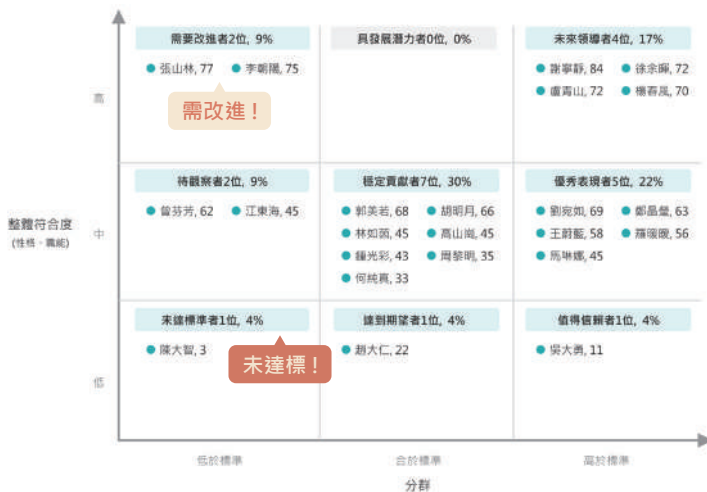 需要改進者2位, 9%
具發展潛力者0位, 0%
未來領導者4位, 17%
張山林, 77
李朝陽, 75
謝寧靜, 84
徐余暉, 72
盧青山, 72
楊春風, 70
需改進！
高
待觀察者2位, 9%
穩定貢獻者7位, 30%
優秀表現者5位, 22%
曾芬芳, 62
江東海, 45
郭芙若, 68
胡明月, 66
劉宛如, 69
鄭晶瑩, 63
林如茵, 45
高山崗, 45
王蔚藍, 58
羅暖暖, 56
鐘光彩, 43
周黎明, 35
馬琳娜, 45
何純真, 33
整體符合度
(性格、職能)
中
未達標準者1位, 4%
達到期望者1位, 4%
值得信賴者1位, 4%
陳大智, 3
趙大仁, 22
吳大勇, 11
未達標！
低
低於標準
合於標準
高於標準
分群